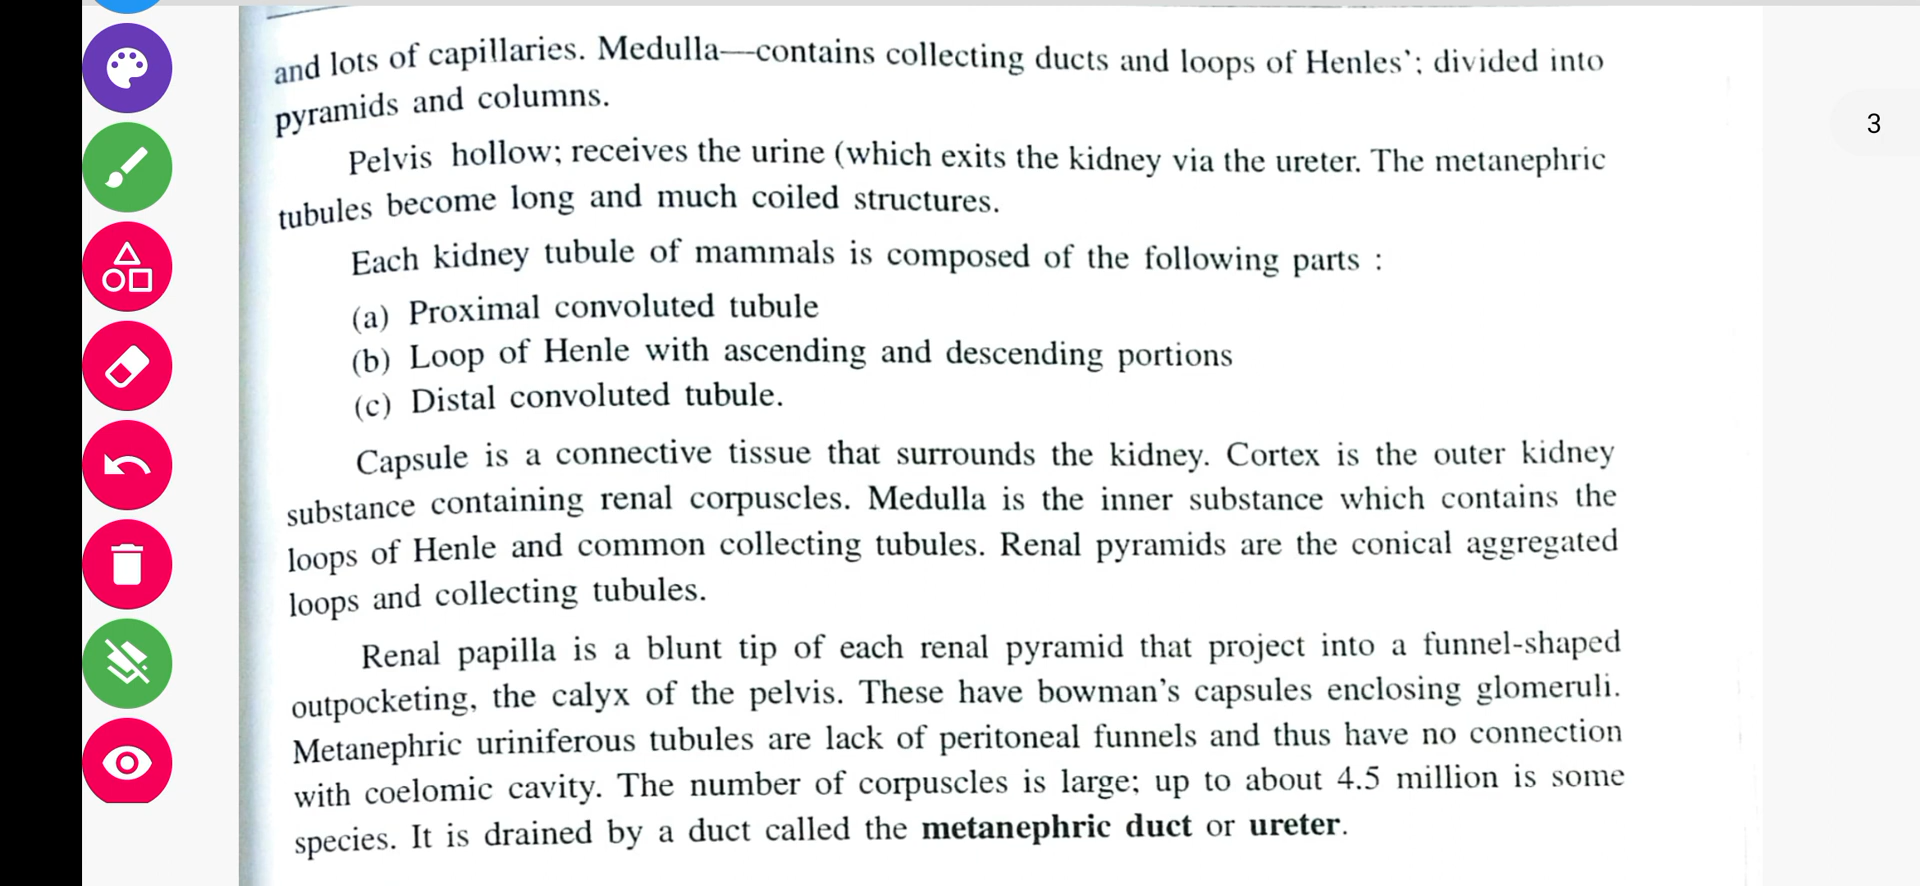 and lots of capillaries. Medulla—contains collecting ducts and loops of Henles'; divided into
pyramids and columns.
Pelvis hollow; receives the urine (which exits the kidney via the ureter. The metanephric
tubules become long and much coiled structures.
Each kidney tubule of mammals is composed of the following parts :
(a) Proximal convoluted tubule
(b) Loop of Henle with ascending and descending portions
(c) Distal convoluted tubule.
Capsule is a connective tissue that surrounds the kidney. Cortex is the outer kidney
substance containing renal corpuscles. Medulla is the inner substance which contains the
loops of Henle and common collecting tubules. Renal pyramids are the conical aggregated
loops and collecting tubules.
Renal papilla is a blunt tip of each renal pyramid that project into a funnel-shaped
outpocketing, the calyx of the pelvis. These have bowman's capsules enclosing glomeruli.
Metanephric uriniferous tubules are lack of peritoneal funnels and thus have no connection
with coelomic cavity. The number of corpuscles is large; up to about 4.5 million is some
species. It is drained by a duct called the metanephric duct or ureter.
3